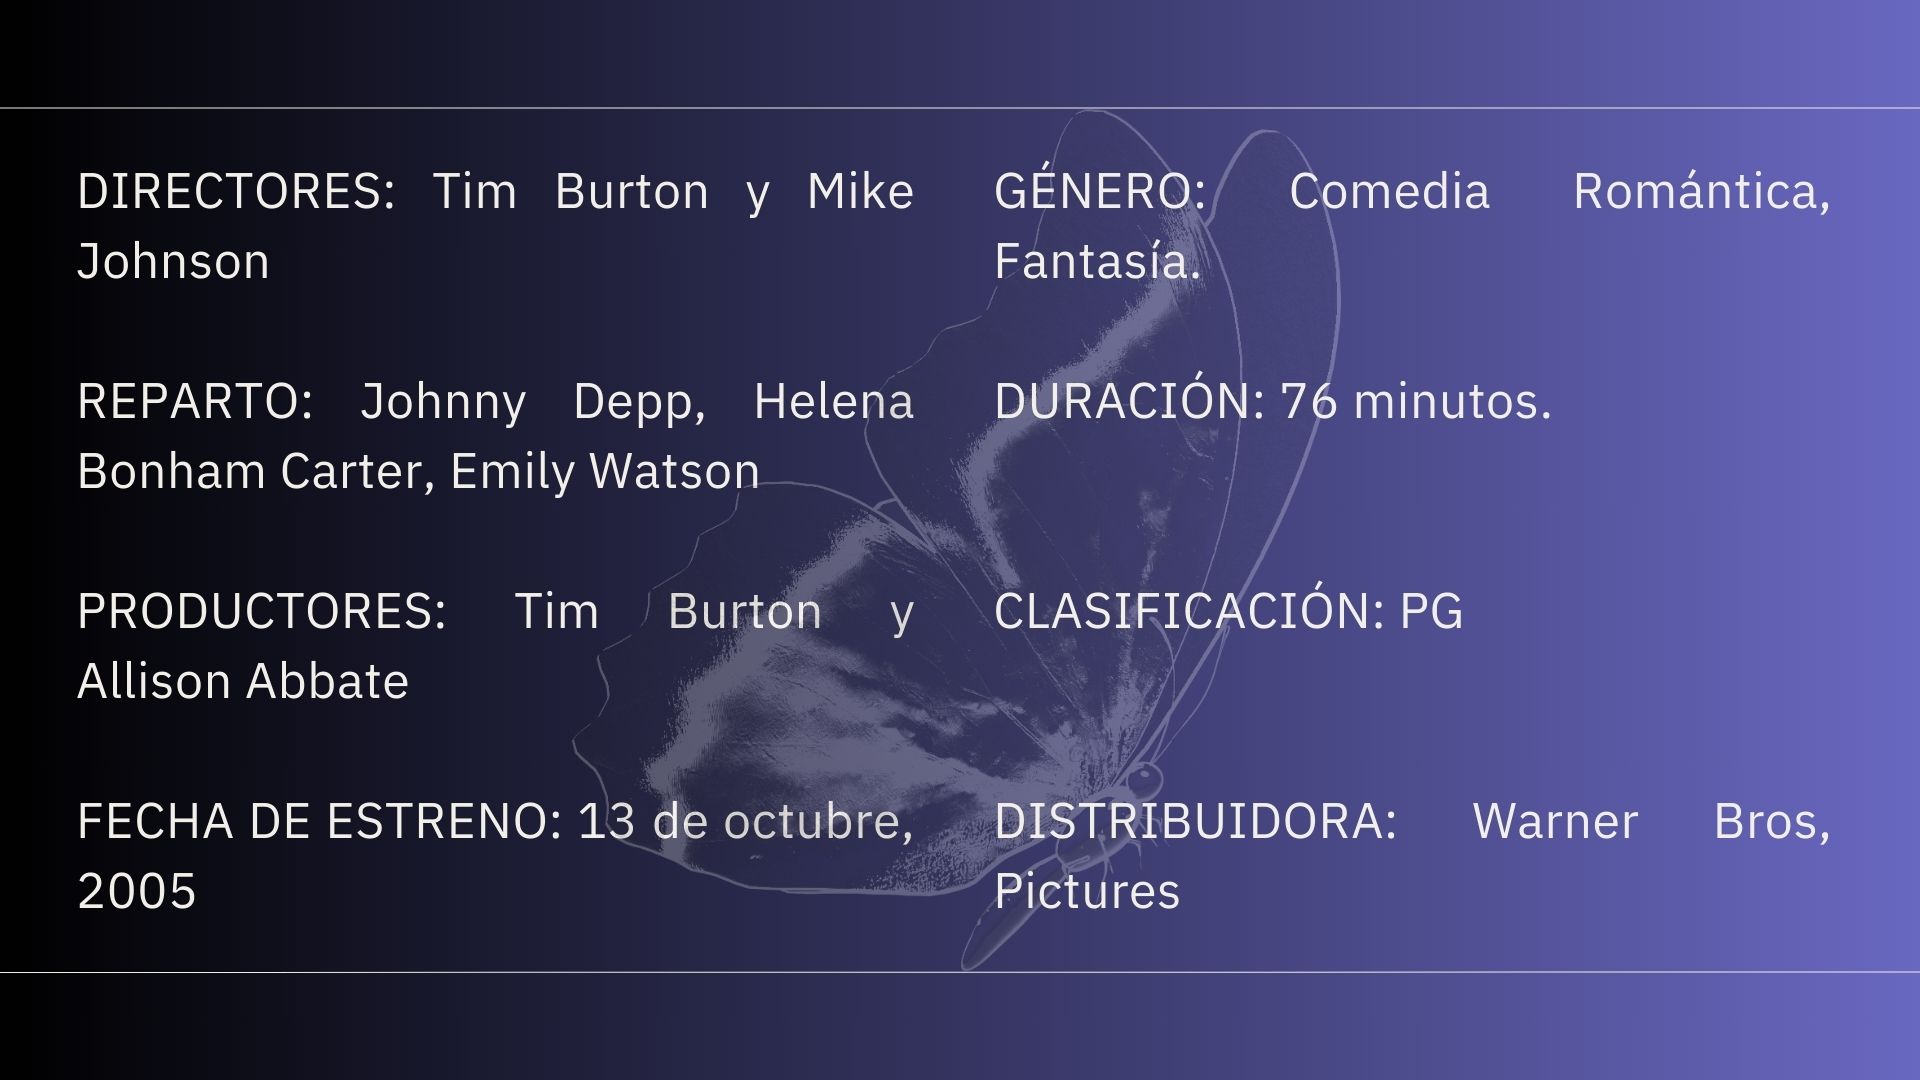 DIRECTORES: Tim Burton y Mike
Johnson
REPARTO: Johnny Depp, Helena
Bonham Carter, Emily Watson
PRODUCTORES: Tim Burton y
Allison Abbate
FECHA DE ESTRENO: 13 de octubre,
2005
GÉNERO: Comedia Romántica,
Fantasía.
DURACIÓN: 76 minutos.
CLASIFICACIÓN: PG
DISTRIBUIDORA: Warner Bros,
Pictures